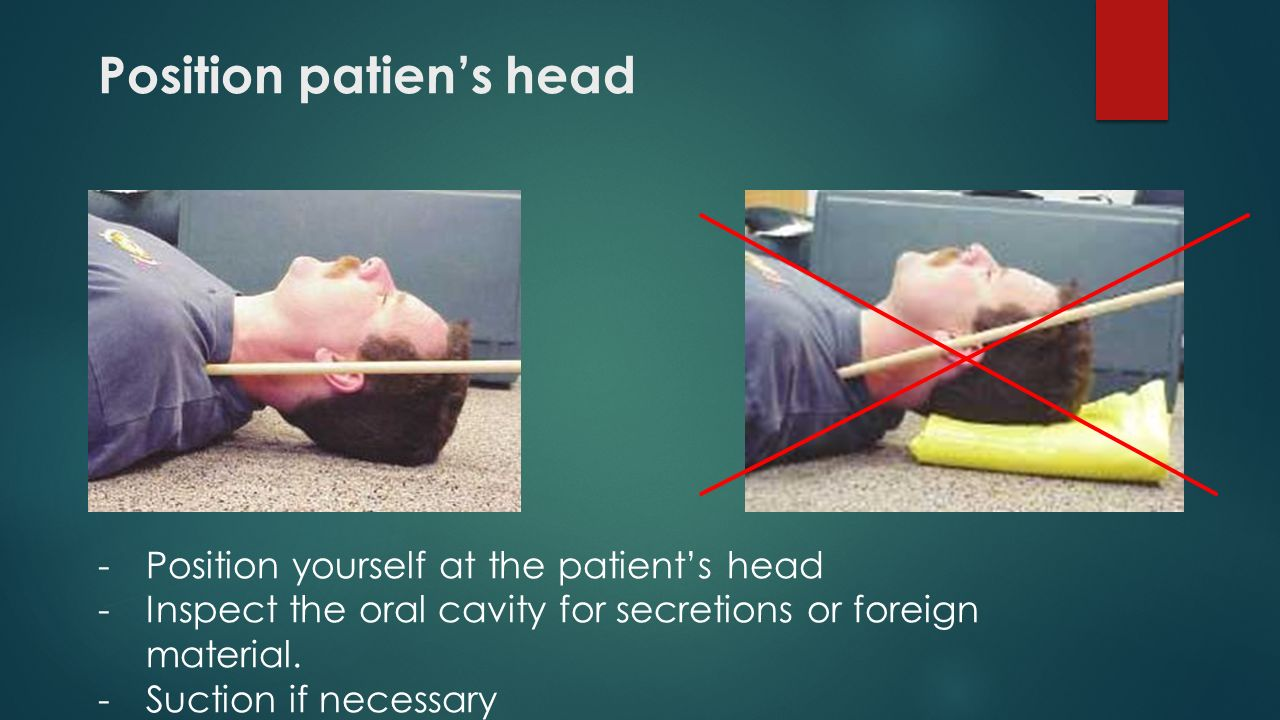 Position patien’s head
- Position yourself at the patient’s head
- Inspect the oral cavity for secretions or foreign
material.
- Suction if necessary